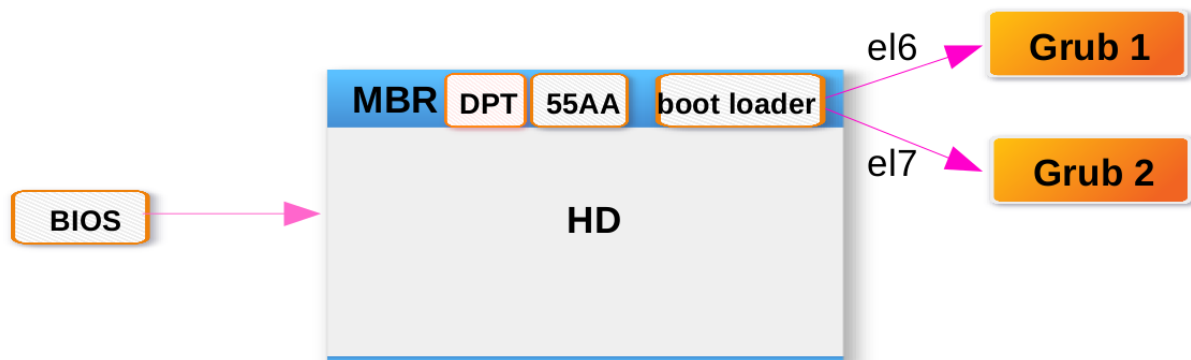 el6
Grub 1
MBR
DPT
55AA
boot loader
el7
Grub 2
BIOS
HD